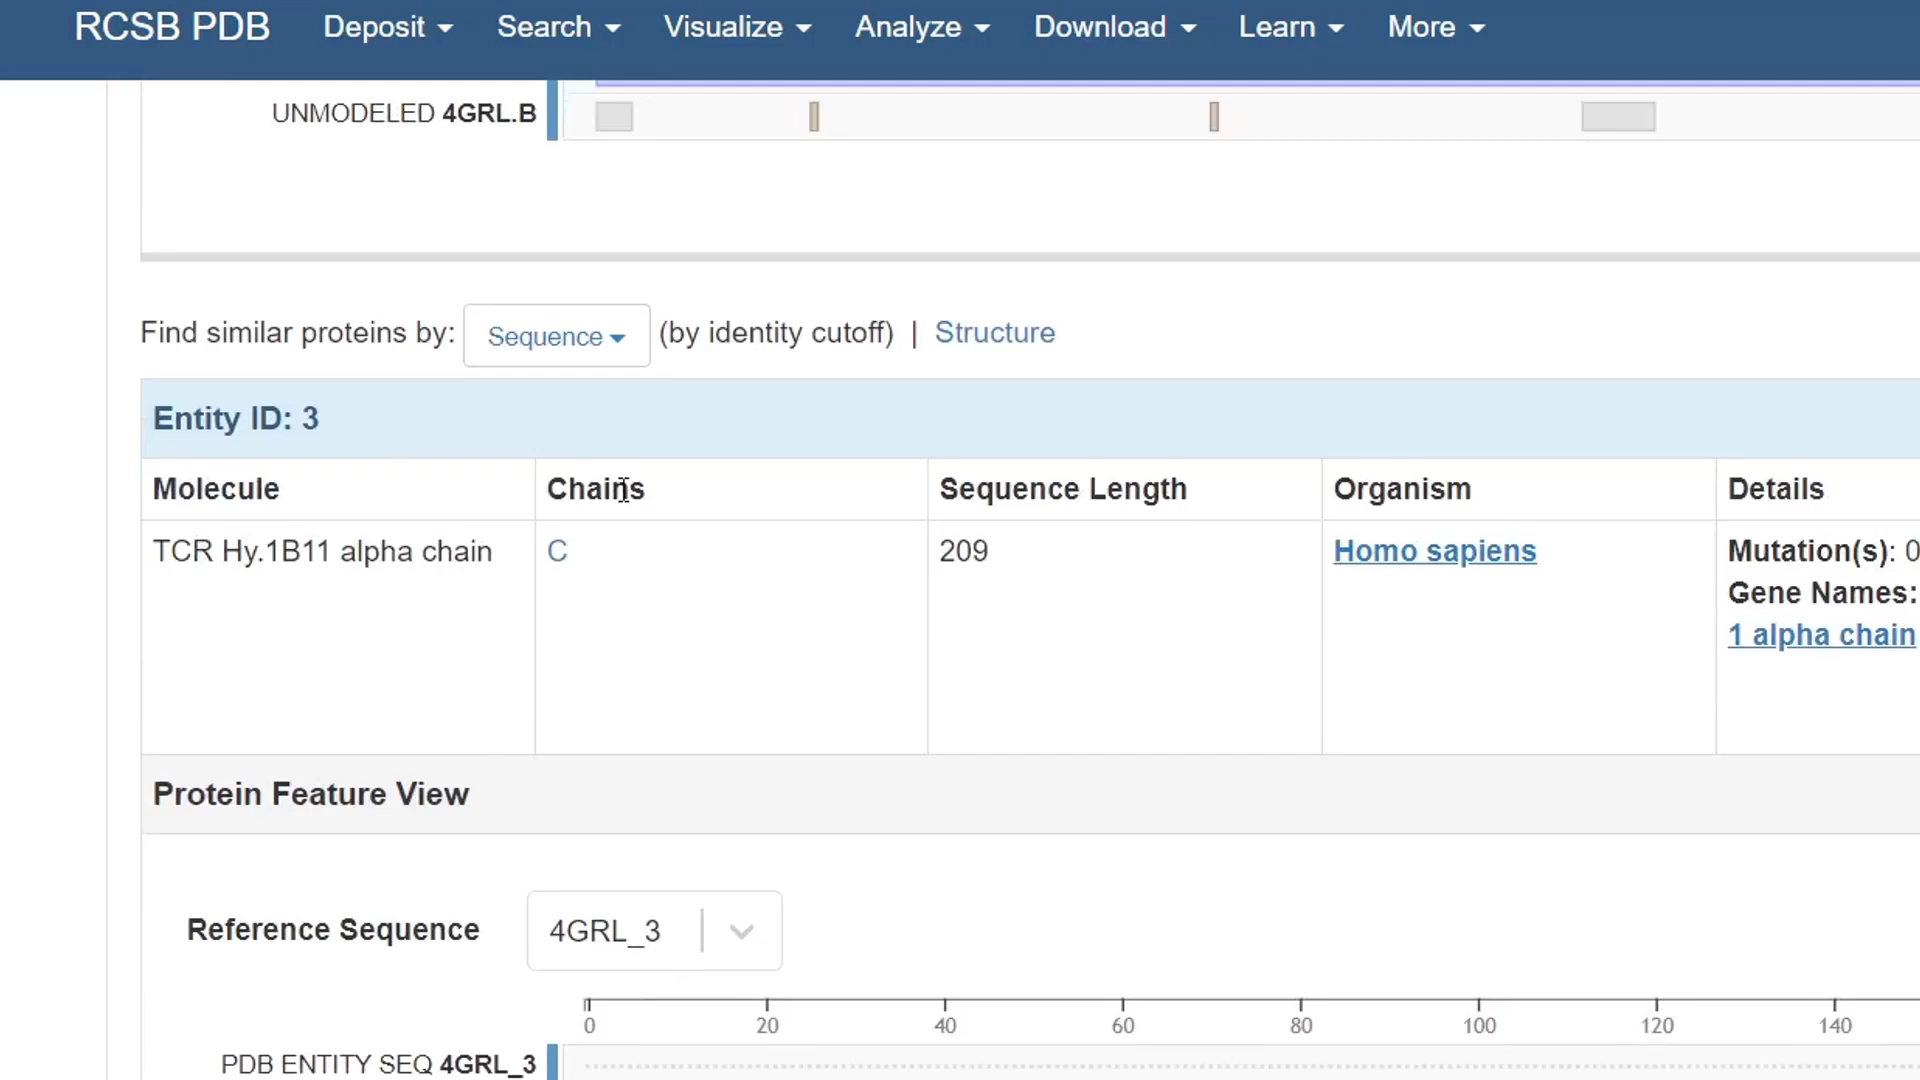 RCSB PDB Deposit Search Visualize Analyze Download Learn More
UNMODELED 4GRL.B
Find similar proteins by: Sequence (by identity cutoff) | Structure
Entity ID: 3
Molecule Chains Sequence Length Organism Details
TCR Hy.1B11 alpha chain C 209 Homo sapiens Mutation(s): 0
Gene Names:
1 alpha chain
Protein Feature View
Reference Sequence 4GRL_3
0 20 40 60 80 100 120 140
PDB ENTITY SEQ 4GRL_3